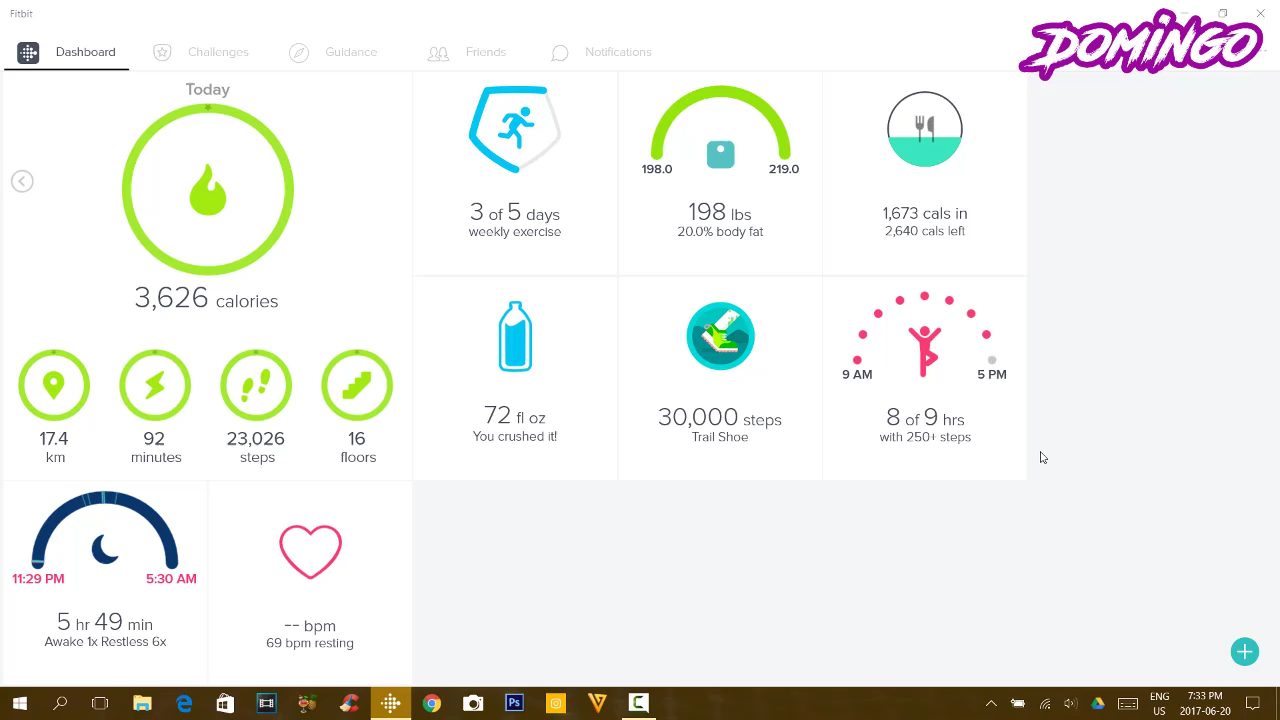 Fitbit
DOMINGO
Dashboard
Challenges
Guidance
Friends
Notifications
Today
3,626 calories
17.4
km
92
minutes
23,026
steps
16
floors
3 of 5 days
weekly exercise
198.0
219.0
198 lbs
20.0% body fat
1,673 cals in
2,640 cals left
72 fl oz
You crushed it!
30,000 steps
Trail Shoe
9 AM
5 PM
8 of 9 hrs
with 250+ steps
11:29 PM
5:30 AM
5 hr 49 min
Awake 1x Restless 6x
-- bpm
69 bpm resting
Ps
ENG
US
7:33 PM
2017-06-20